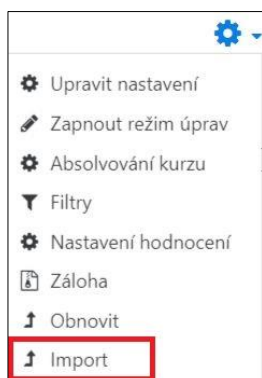 Upravit nastavení
Zapnout režim úprav
Absolvování kurzu
Filtry
Nastavení hodnocení
Záloha
Obnovit
Import